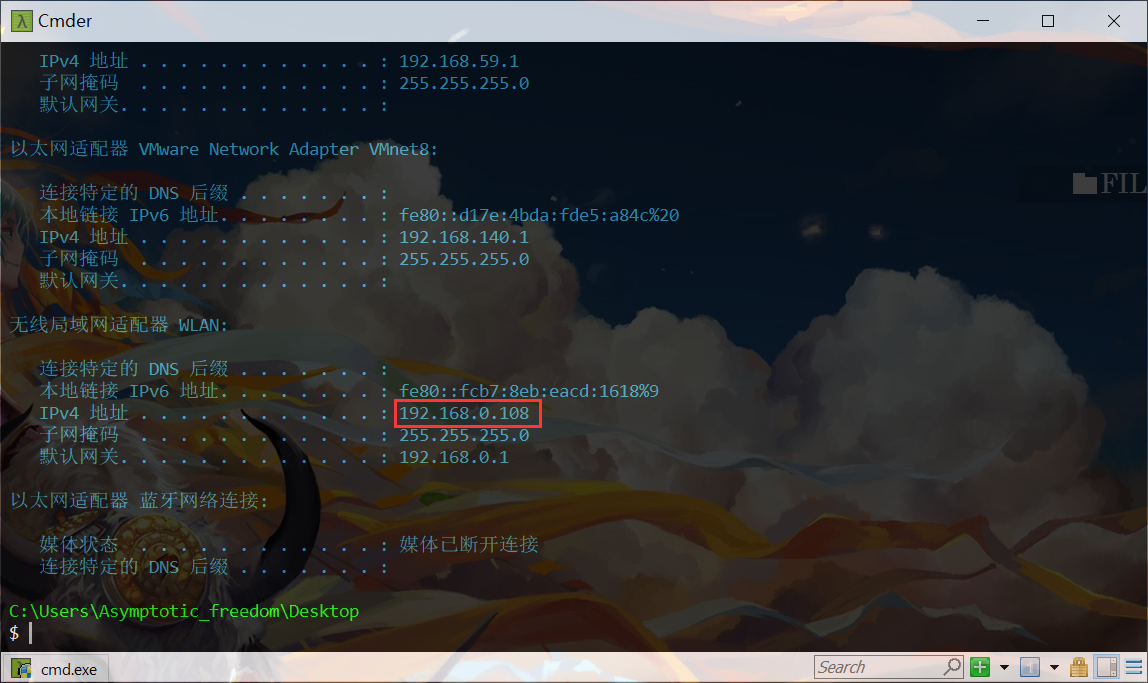 Cmder
IPv4 地址 . . . . . . . . . . . . : 192.168.59.1
子网掩码 . . . . . . . . . . . . : 255.255.255.0
默认网关. . . . . . . . . . . . . :
以太网适配器 VMware Network Adapter VMnet8:
连接特定的 DNS 后缀 . . . . . . . :
本地链接 IPv6 地址. . . . . . . . : fe80::d17e:4bda:fde5:a84c%20
IPv4 地址 . . . . . . . . . . . . : 192.168.140.1
子网掩码 . . . . . . . . . . . . : 255.255.255.0
默认网关. . . . . . . . . . . . . :
无线局域网适配器 WLAN:
连接特定的 DNS 后缀 . . . . . . . :
本地链接 IPv6 地址. . . . . . . . : fe80::fcb7:8eb:eacd:1618%9
IPv4 地址 . . . . . . . . . . . . : 192.168.0.108
子网掩码 . . . . . . . . . . . . : 255.255.255.0
默认网关. . . . . . . . . . . . . : 192.168.0.1
以太网适配器 蓝牙网络连接:
媒体状态 . . . . . . . . . . . . : 媒体已断开连接
连接特定的 DNS 后缀 . . . . . . . :
C:\Users\Asymptotic_freedom\Desktop
$
FIL
cmd.exe
Search
1